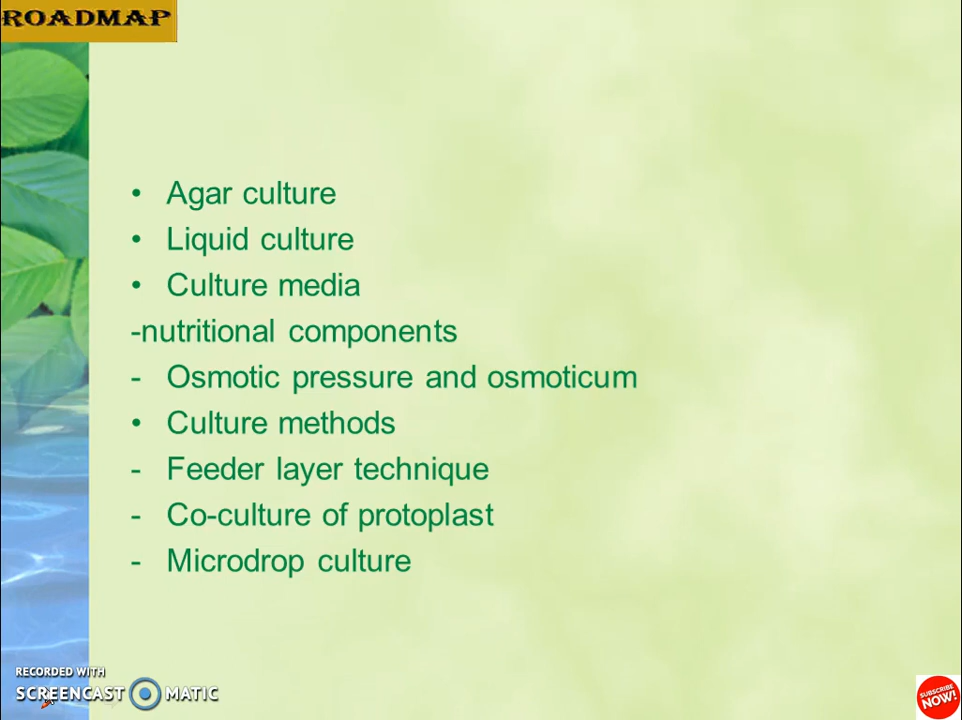 ROADMAP
• Agar culture
• Liquid culture
• Culture media
-nutritional components
- Osmotic pressure and osmoticum
• Culture methods
- Feeder layer technique
- Co-culture of protoplast
- Microdrop culture
RECORDED WITH
SCREENCAST MATIC
SUBSCRIBE
NOW!